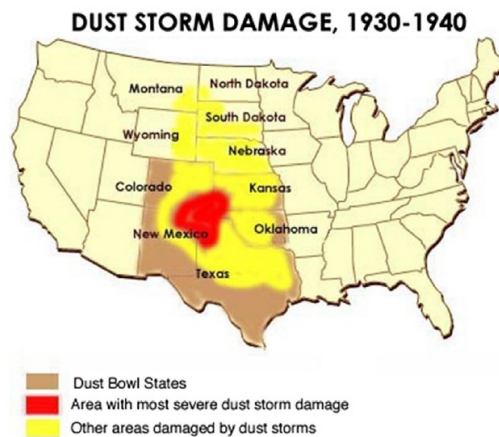 DUST STORM DAMAGE, 1930-1940
Montana
North Dakota
South Dakota
Wyoming
Nebraska
Colorado
Kansas
New Mexico
Oklahoma
Texas
Dust Bowl States
Area with most severe dust storm damage
Other areas damaged by dust storms